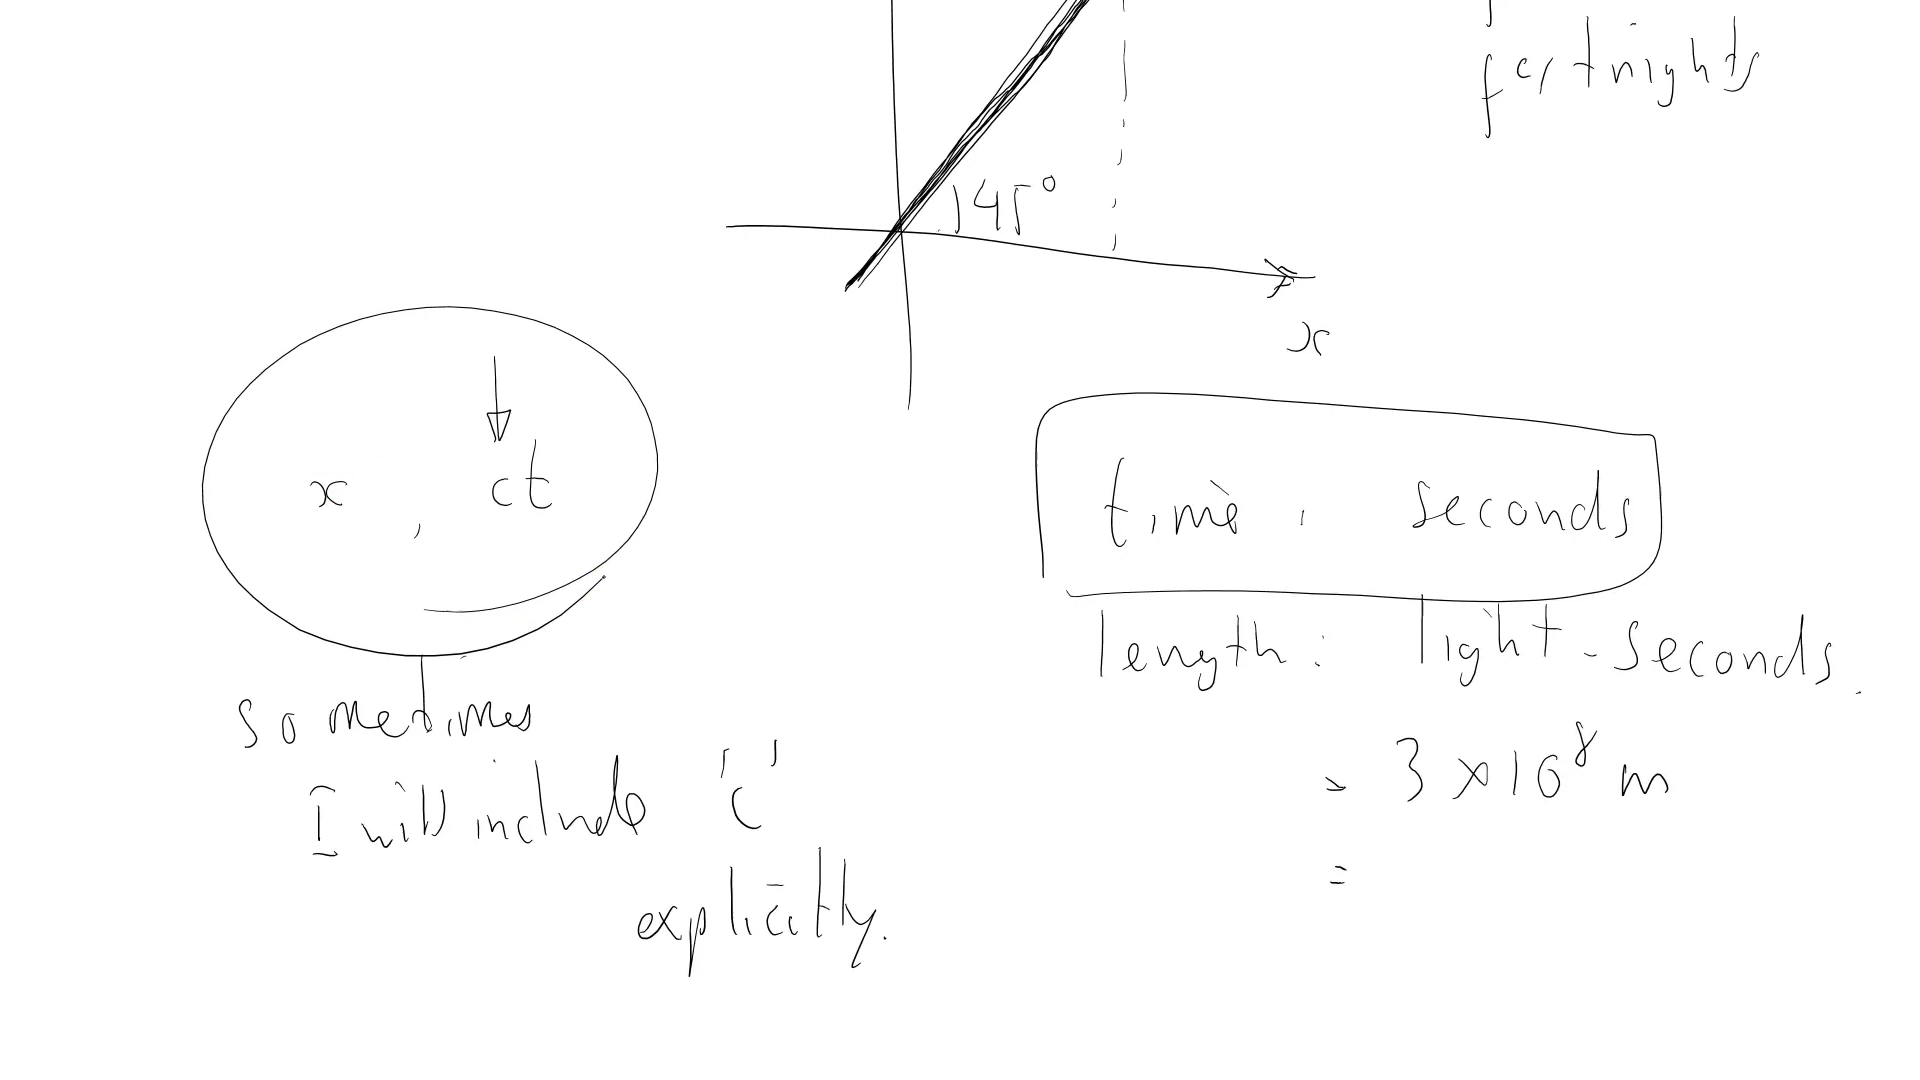 fortnights
45°
x
x , ct
time : seconds
length : light-seconds.
= 3 × 10⁸ m
=
sometimes
I will include 'c'
explicitly.